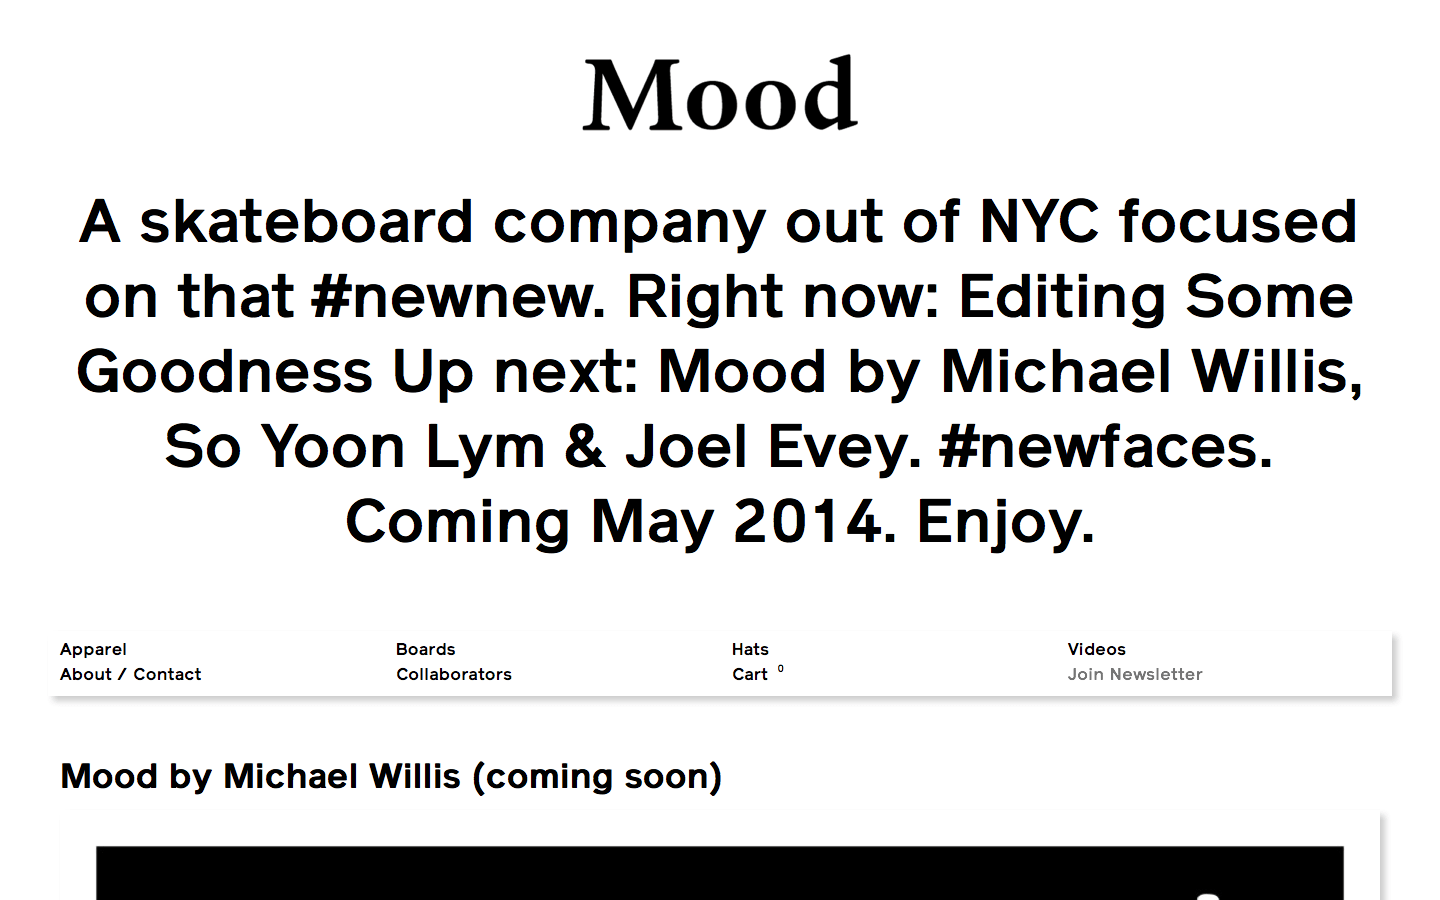 Mood
A skateboard company out of NYC focused
on that #newnew. Right now: Editing Some
Goodness Up next: Mood by Michael Willis,
So Yoon Lym & Joel Evey. #newfaces.
Coming May 2014. Enjoy.
Apparel
About / Contact
Boards
Collaborators
Hats
Cart 0
Videos
Join Newsletter
Mood by Michael Willis (coming soon)